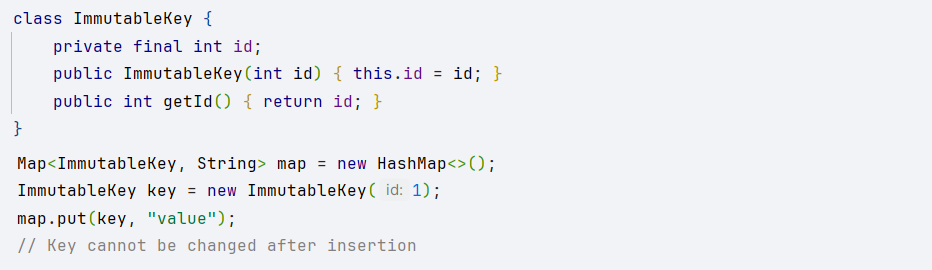 class ImmutableKey {
    private final int id;
    public ImmutableKey(int id) { this.id = id; }
    public int getId() { return id; }
}
Map<ImmutableKey, String> map = new HashMap<>();
ImmutableKey key = new ImmutableKey( id: 1);
map.put(key, "value");
// Key cannot be changed after insertion